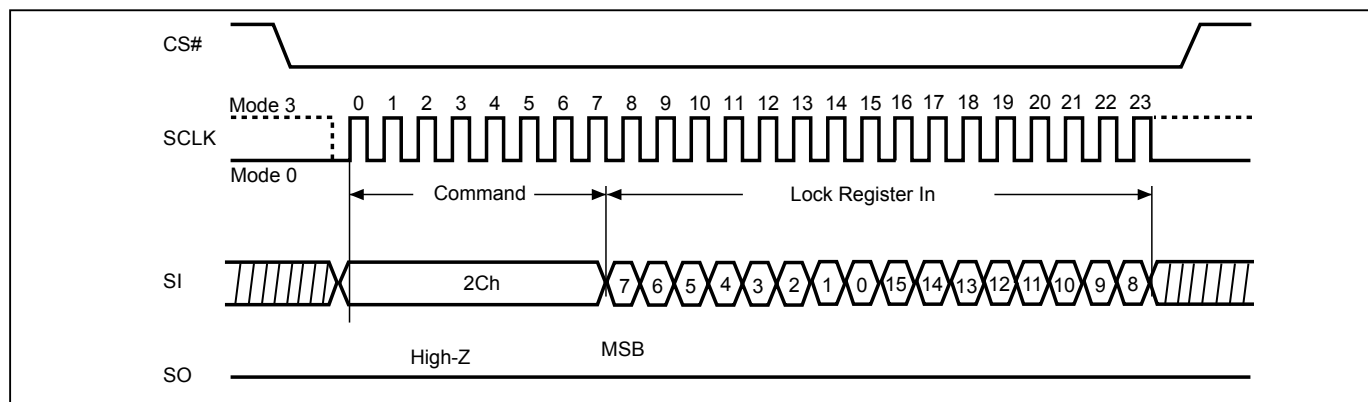 CS#
Mode 3
0 1 2 3 4 5 6 7 8 9 10 11 12 13 14 15 16 17 18 19 20 21 22 23
SCLK
Mode 0
Command
Lock Register In
SI
2Ch
7 6 5 4 3 2 1 0 15 14 13 12 11 10 9 8
High-Z
MSB
SO